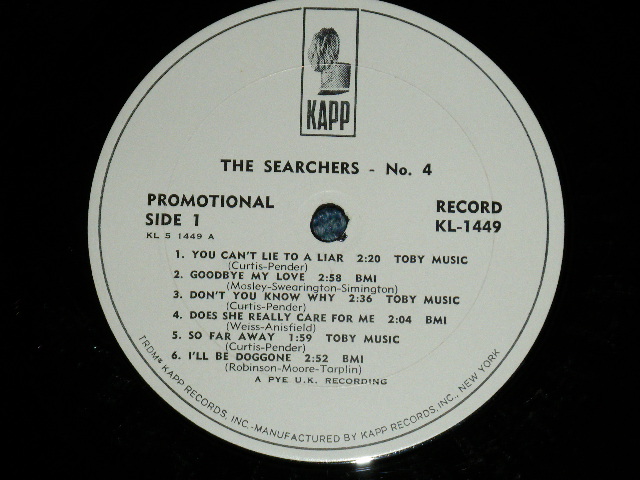 KAPP
THE SEARCHERS - No. 4
PROMOTIONAL RECORD
SIDE 1 KL-1449
KL S 1449 A
1. YOU CAN'T LIE TO A LIAR 2:20 TOBY MUSIC
(Curtis-Pender)
2. GOODBYE MY LOVE 2:58 BMI
(Mosley-Swearington-Simington)
3. DON'T YOU KNOW WHY 2:36 TOBY MUSIC
(Curtis-Pender)
4. DOES SHE REALLY CARE FOR ME 2:04 BMI
(Weiss-Anisfield)
5. SO FAR AWAY 1:59 TOBY MUSIC
(Curtis-Pender)
6. I'LL BE DOGGONE 2:52 BMI
(Robinson-Moore-Tarplin)
A PYE U.K. RECORDING
TRDMK KAPP RECORDS, INC.-MANUFACTURED BY KAPP RECORDS, INC., NEW YORK